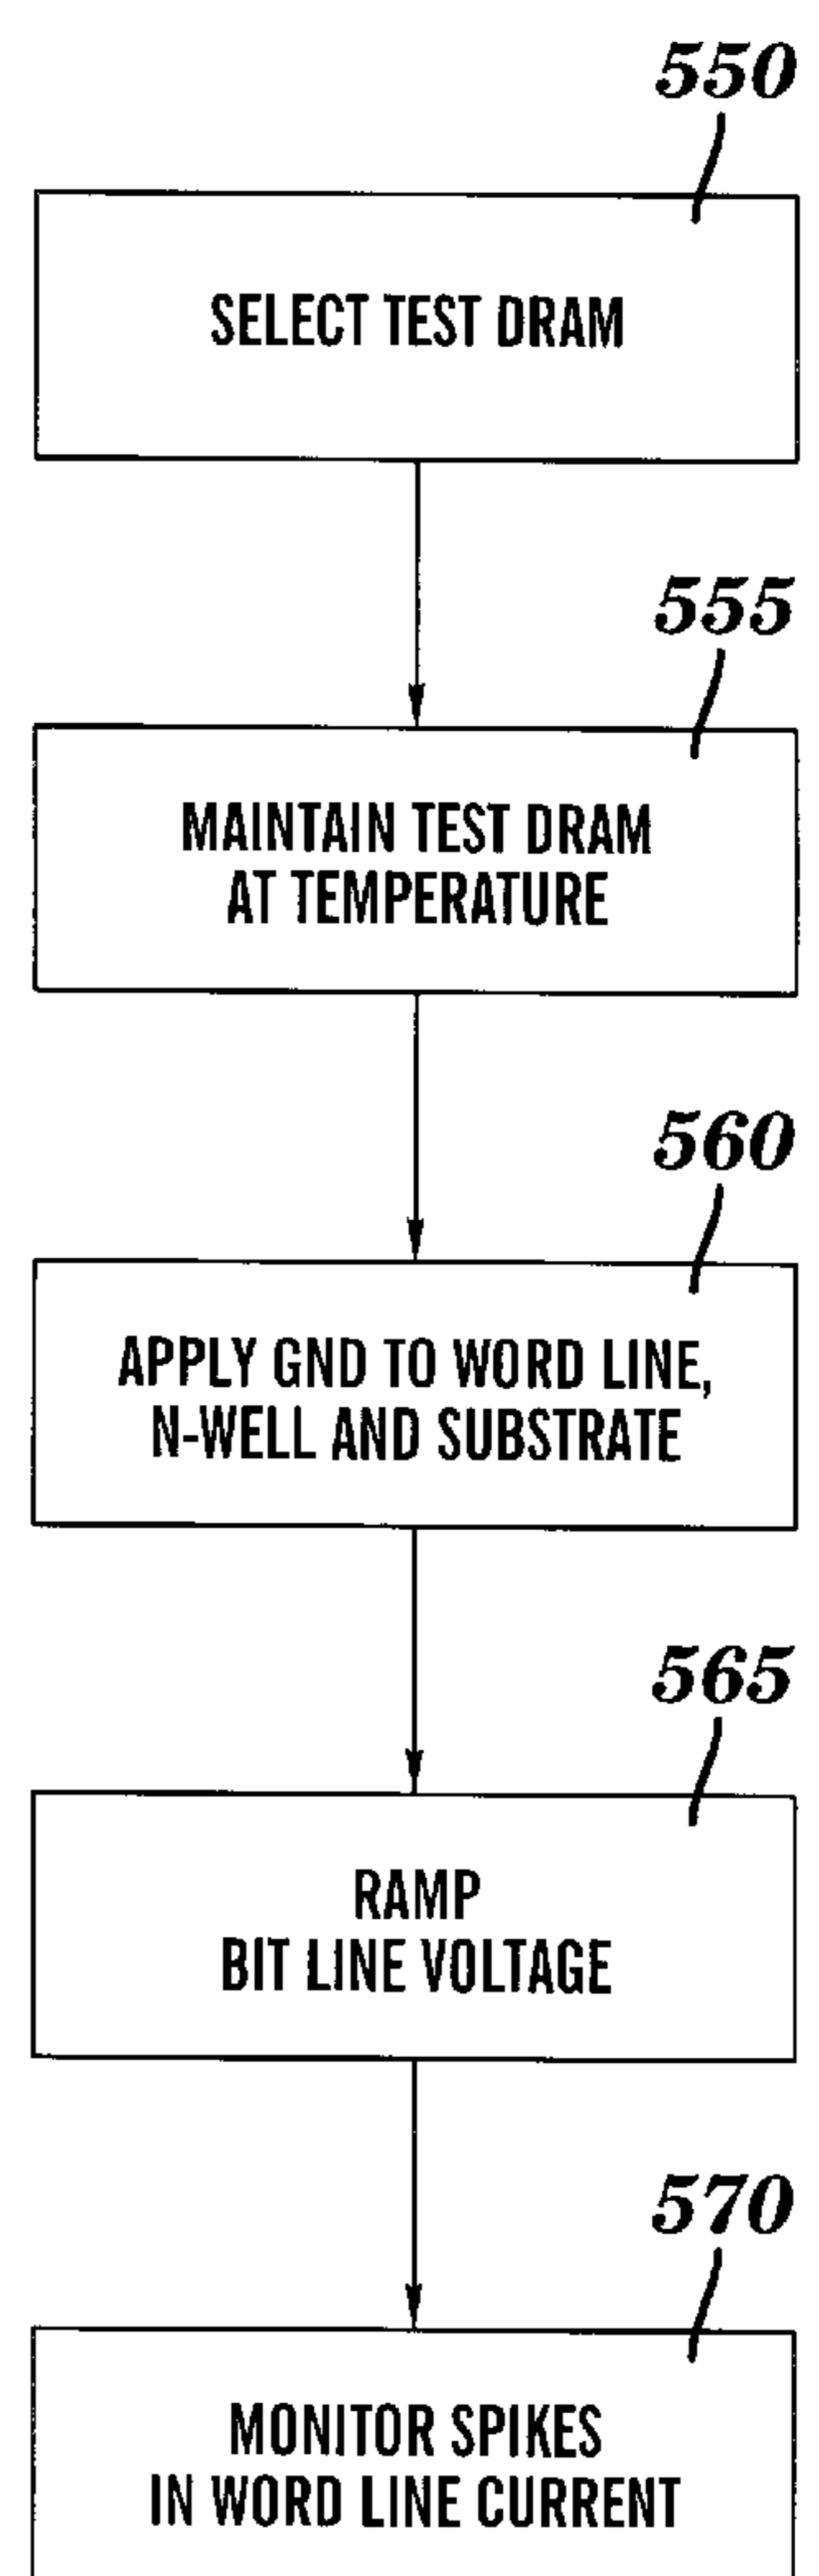 550
SELECT TEST DRAM
555
MAINTAIN TEST DRAM
AT TEMPERATURE
560
APPLY GND TO WORD LINE,
N-WELL AND SUBSTRATE
565
RAMP
BIT LINE VOLTAGE
570
MONITOR SPIKES
IN WORD LINE CURRENT